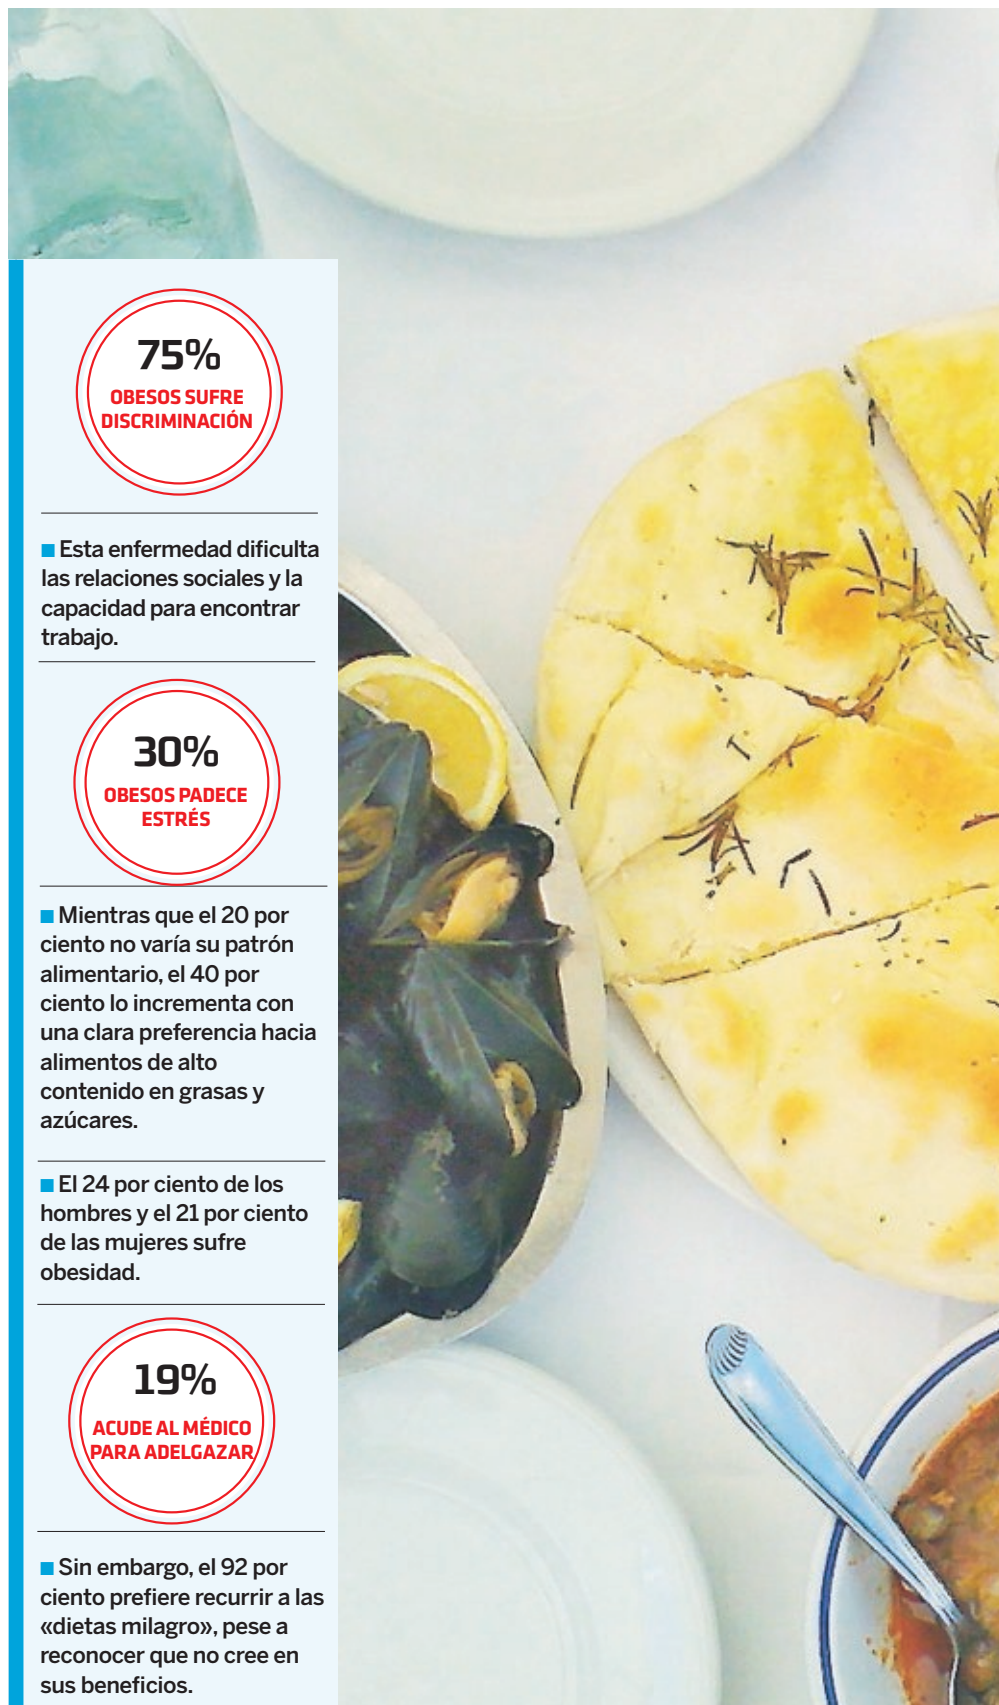 75%
OBESOS SUFRE
DISCRIMINACIÓN
■ Esta enfermedad dificulta
las relaciones sociales y la
capacidad para encontrar
trabajo.
30%
OBESOS PADECE
ESTRÉS
■ Mientras que el 20 por
ciento no varía su patrón
alimentario, el 40 por
ciento lo incrementa con
una clara preferencia hacia
alimentos de alto
contenido en grasas y
azúcares.
■ El 24 por ciento de los
hombres y el 21 por ciento
de las mujeres sufre
obesidad.
19%
ACUDE AL MÉDICO
PARA ADELGAZAR
■ Sin embargo, el 92 por
ciento prefiere recurrir a las
«dietas milagro», pese a
reconocer que no cree en
sus beneficios.